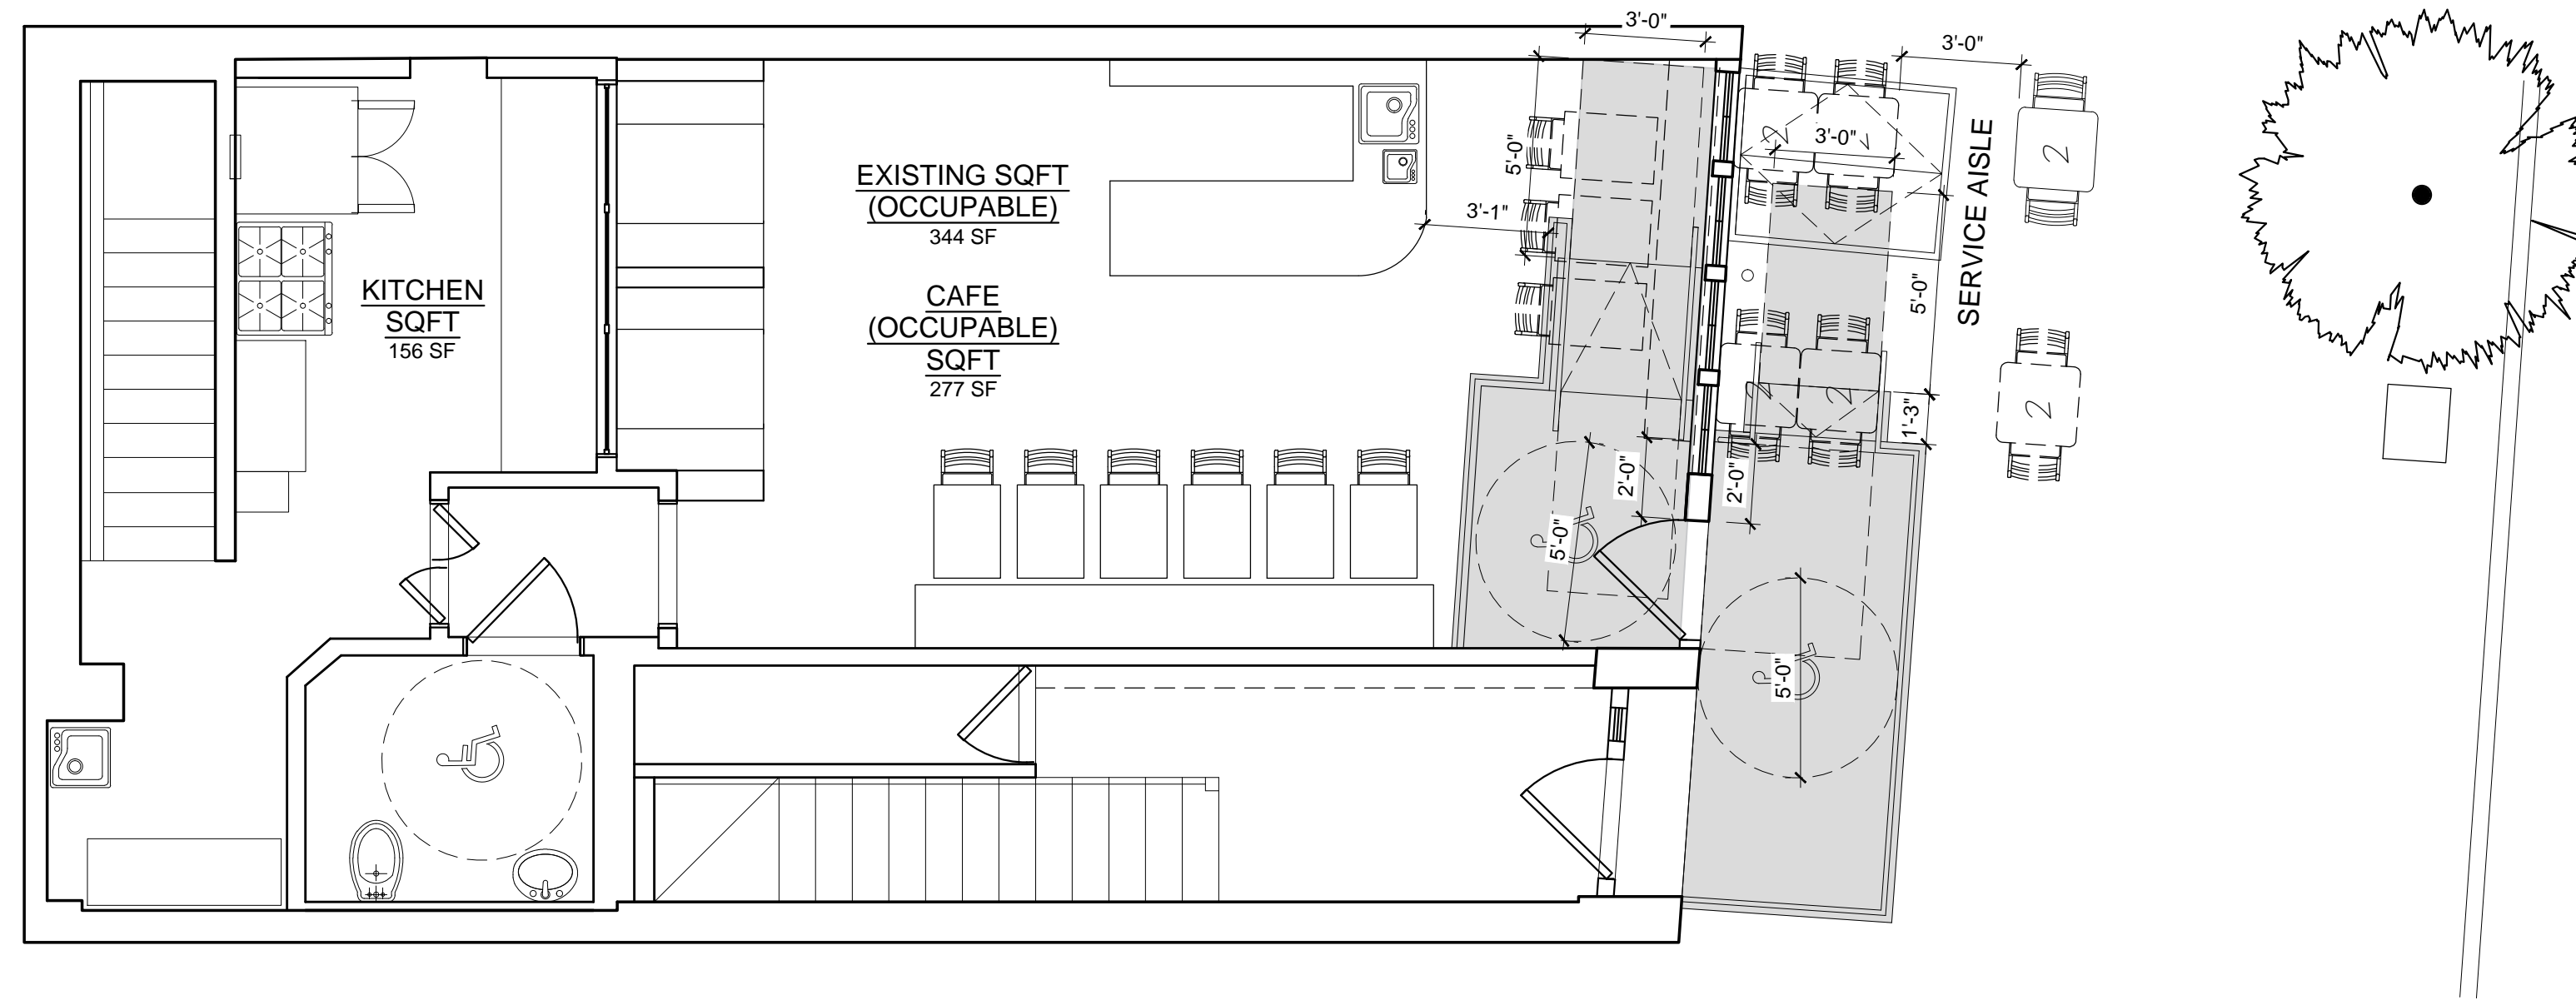 KITCHEN
SQFT
156 SF
EXISTING SQFT
(OCCUPABLE)
344 SF
CAFE
(OCCUPABLE)
SQFT
277 SF
3'-0"
5'-0"
3'-1"
5'-0"
2'-0"
2'-0"
5'-0"
2
3'-0"
5'-0"
1'-3"
2
2
3'-0"
SERVICE AISLE
2
2